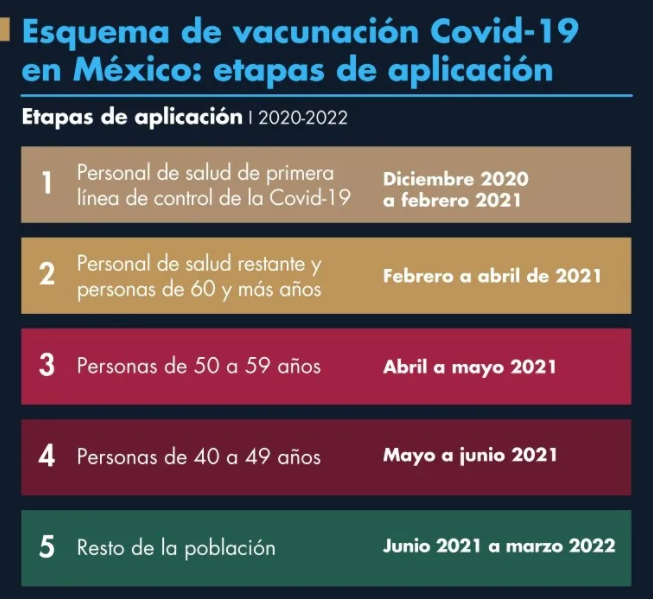 Esquema de vacunación Covid-19
en México: etapas de aplicación
Etapas de aplicación | 2020-2022
1
Personal de salud de primera
línea de control de la Covid-19
Diciembre 2020
a febrero 2021
2
Personal de salud restante y
personas de 60 y más años
Febrero a abril de 2021
3
Personas de 50 a 59 años
Abril a mayo 2021
4
Personas de 40 a 49 años
Mayo a junio 2021
5
Resto de la población
Junio 2021 a marzo 2022